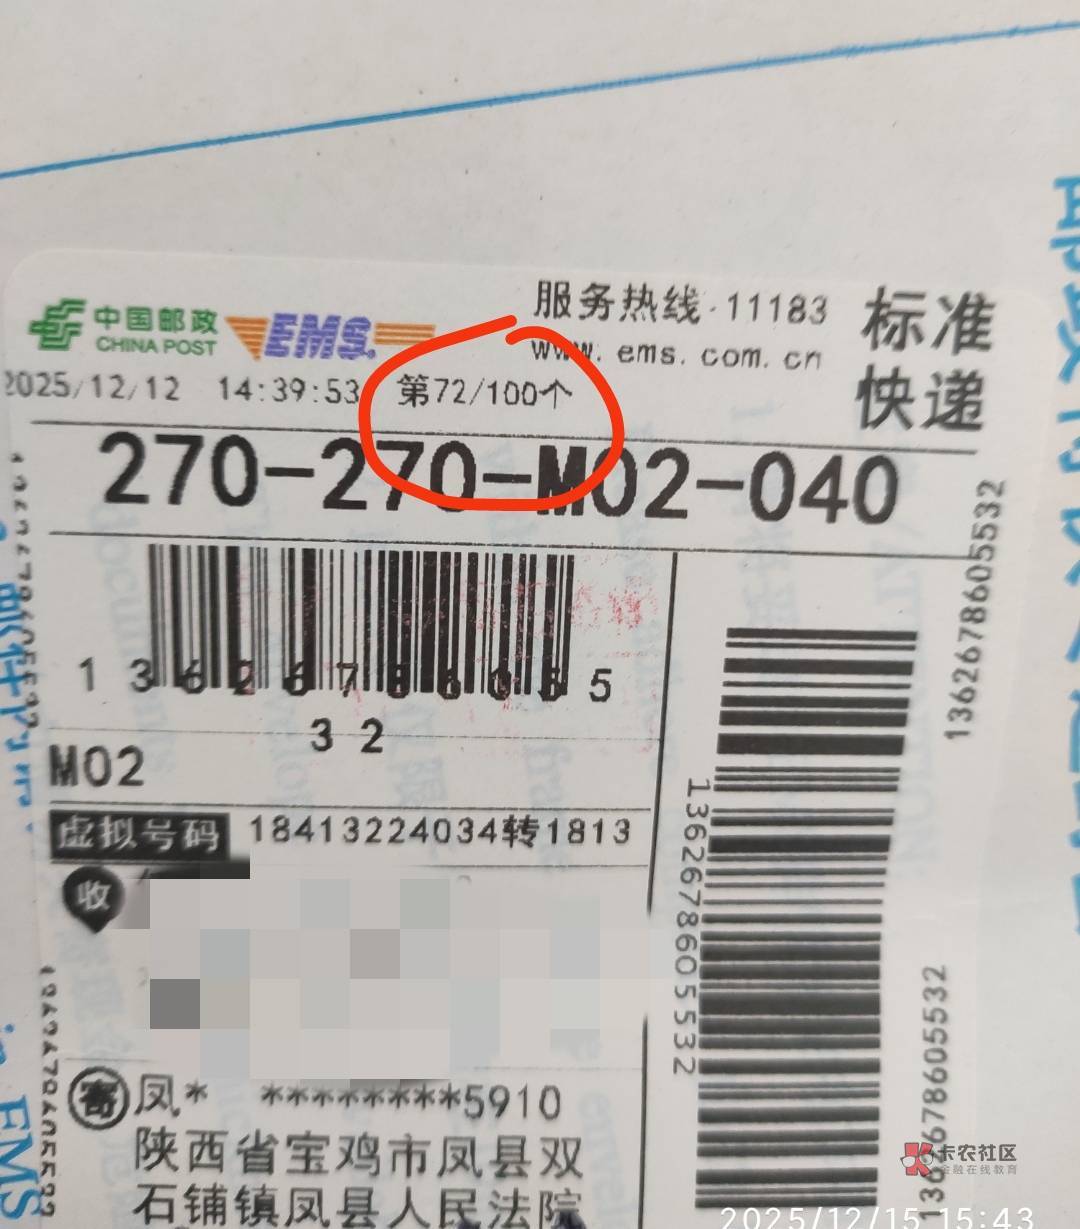 中国邮政
CHINA POST
EMS
服务热线:11183
www.ems.com.cn
标准
快递
2025/12/12 14:39:53 第72/100个
270-270-M02-040
1362678605532
1362678605532
M02
虚拟号码 18413224034转1813
收
1362678605532
寄 凤* ********5910
陕西省宝鸡市凤县双
石铺镇凤县人民法院
1362678605532
卡农社区
金融在线教育
2025/12/15 15:43